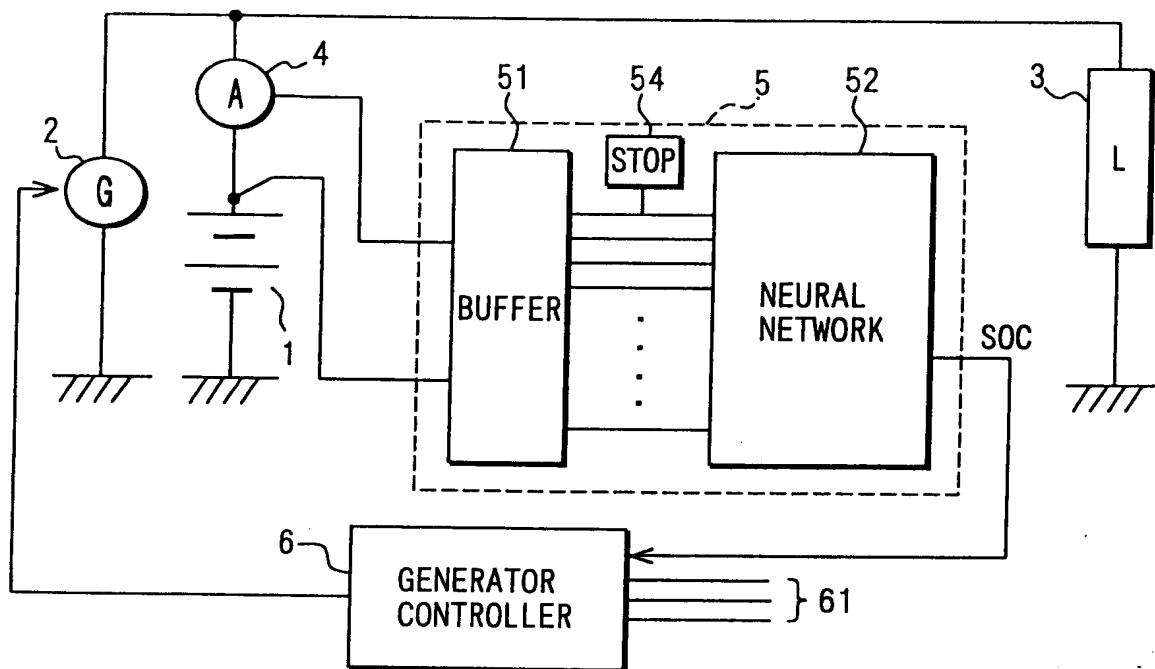 4
51
54
5
52
3
A
2
STOP
G
L
BUFFER
NEURAL
NETWORK
1
SOC
6
GENERATOR
CONTROLLER
61